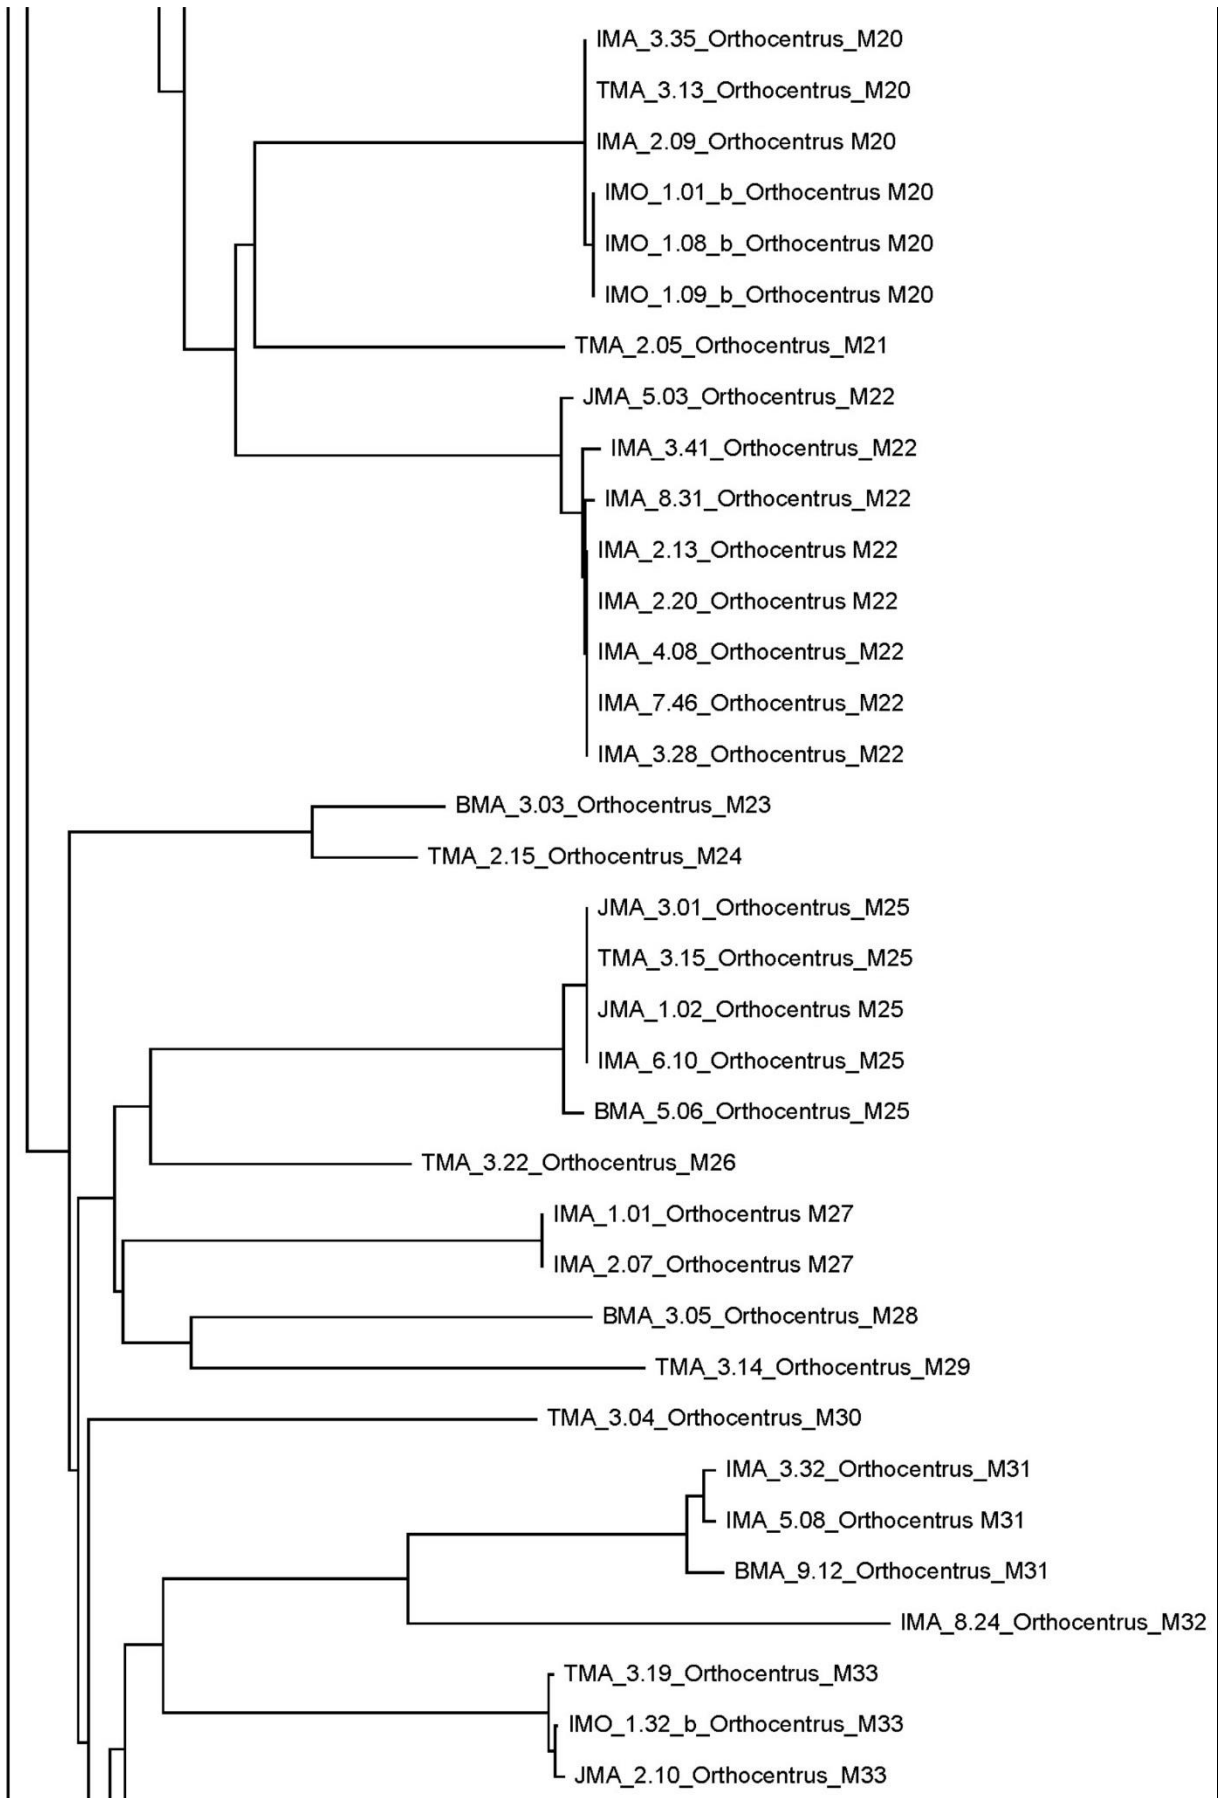 IMA_3.35_Orthocentrus_M20
TMA_3.13_Orthocentrus_M20
IMA_2.09_Orthocentrus M20
IMO_1.01_b_Orthocentrus M20
IMO_1.08_b_Orthocentrus M20
IMO_1.09_b_Orthocentrus M20
TMA_2.05_Orthocentrus_M21
JMA_5.03_Orthocentrus_M22
IMA_3.41_Orthocentrus_M22
IMA_8.31_Orthocentrus_M22
IMA_2.13_Orthocentrus M22
IMA_2.20_Orthocentrus M22
IMA_4.08_Orthocentrus_M22
IMA_7.46_Orthocentrus_M22
IMA_3.28_Orthocentrus_M22
BMA_3.03_Orthocentrus_M23
TMA_2.15_Orthocentrus_M24
JMA_3.01_Orthocentrus_M25
TMA_3.15_Orthocentrus_M25
JMA_1.02_Orthocentrus M25
IMA_6.10_Orthocentrus_M25
BMA_5.06_Orthocentrus_M25
TMA_3.22_Orthocentrus_M26
IMA_1.01_Orthocentrus M27
IMA_2.07_Orthocentrus M27
BMA_3.05_Orthocentrus_M28
TMA_3.14_Orthocentrus_M29
TMA_3.04_Orthocentrus_M30
IMA_3.32_Orthocentrus_M31
IMA_5.08_Orthocentrus M31
BMA_9.12_Orthocentrus_M31
IMA_8.24_Orthocentrus_M32
TMA_3.19_Orthocentrus_M33
IMO_1.32_b_Orthocentrus_M33
JMA_2.10_Orthocentrus_M33